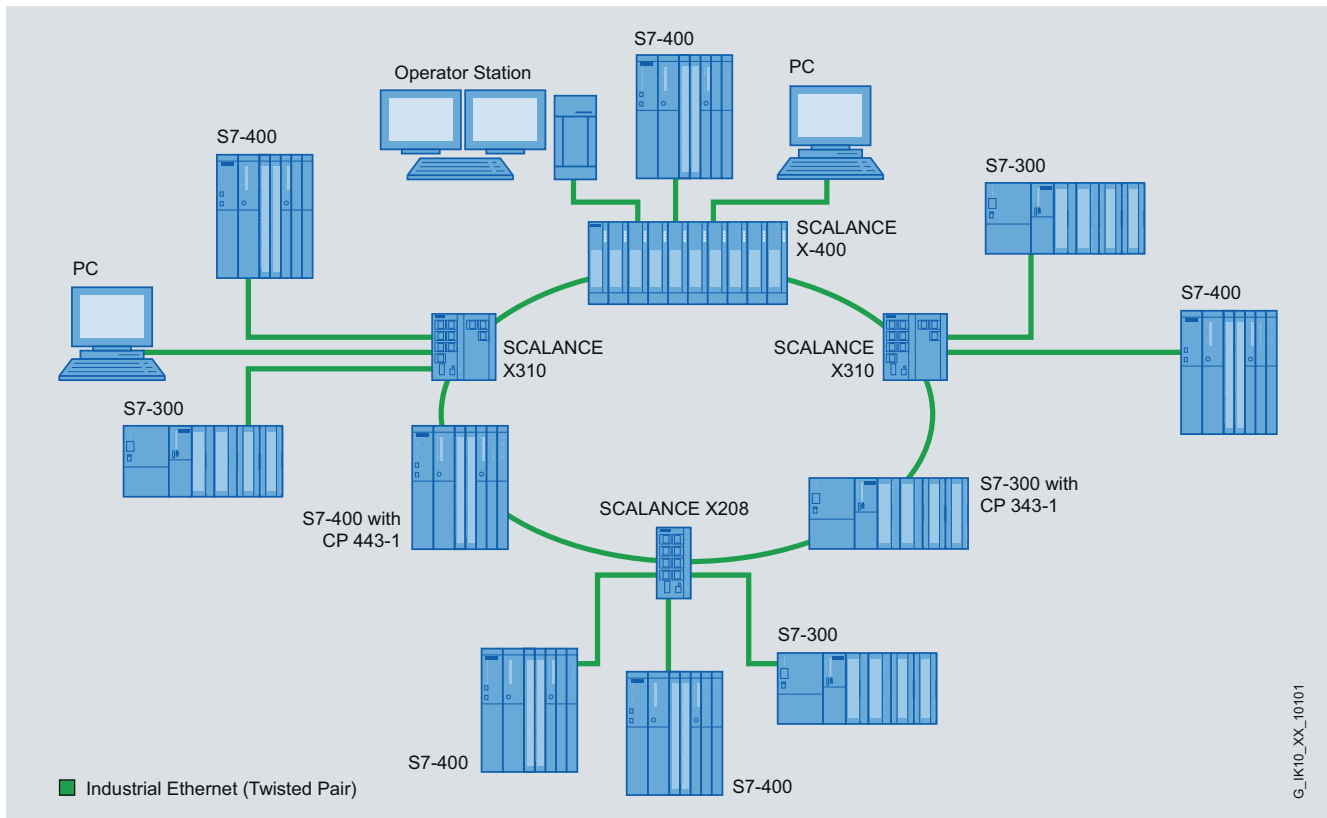 S7-400
Operator Station
PC
S7-400
S7-300
SCALANCE
X-400
PC
S7-400
SCALANCE
X310
SCALANCE
X310
S7-300
S7-400 with
CP 443-1
SCALANCE X208
S7-300 with
CP 343-1
S7-300
S7-400
S7-400
Industrial Ethernet (Twisted Pair)
G_IK10_XX_10101